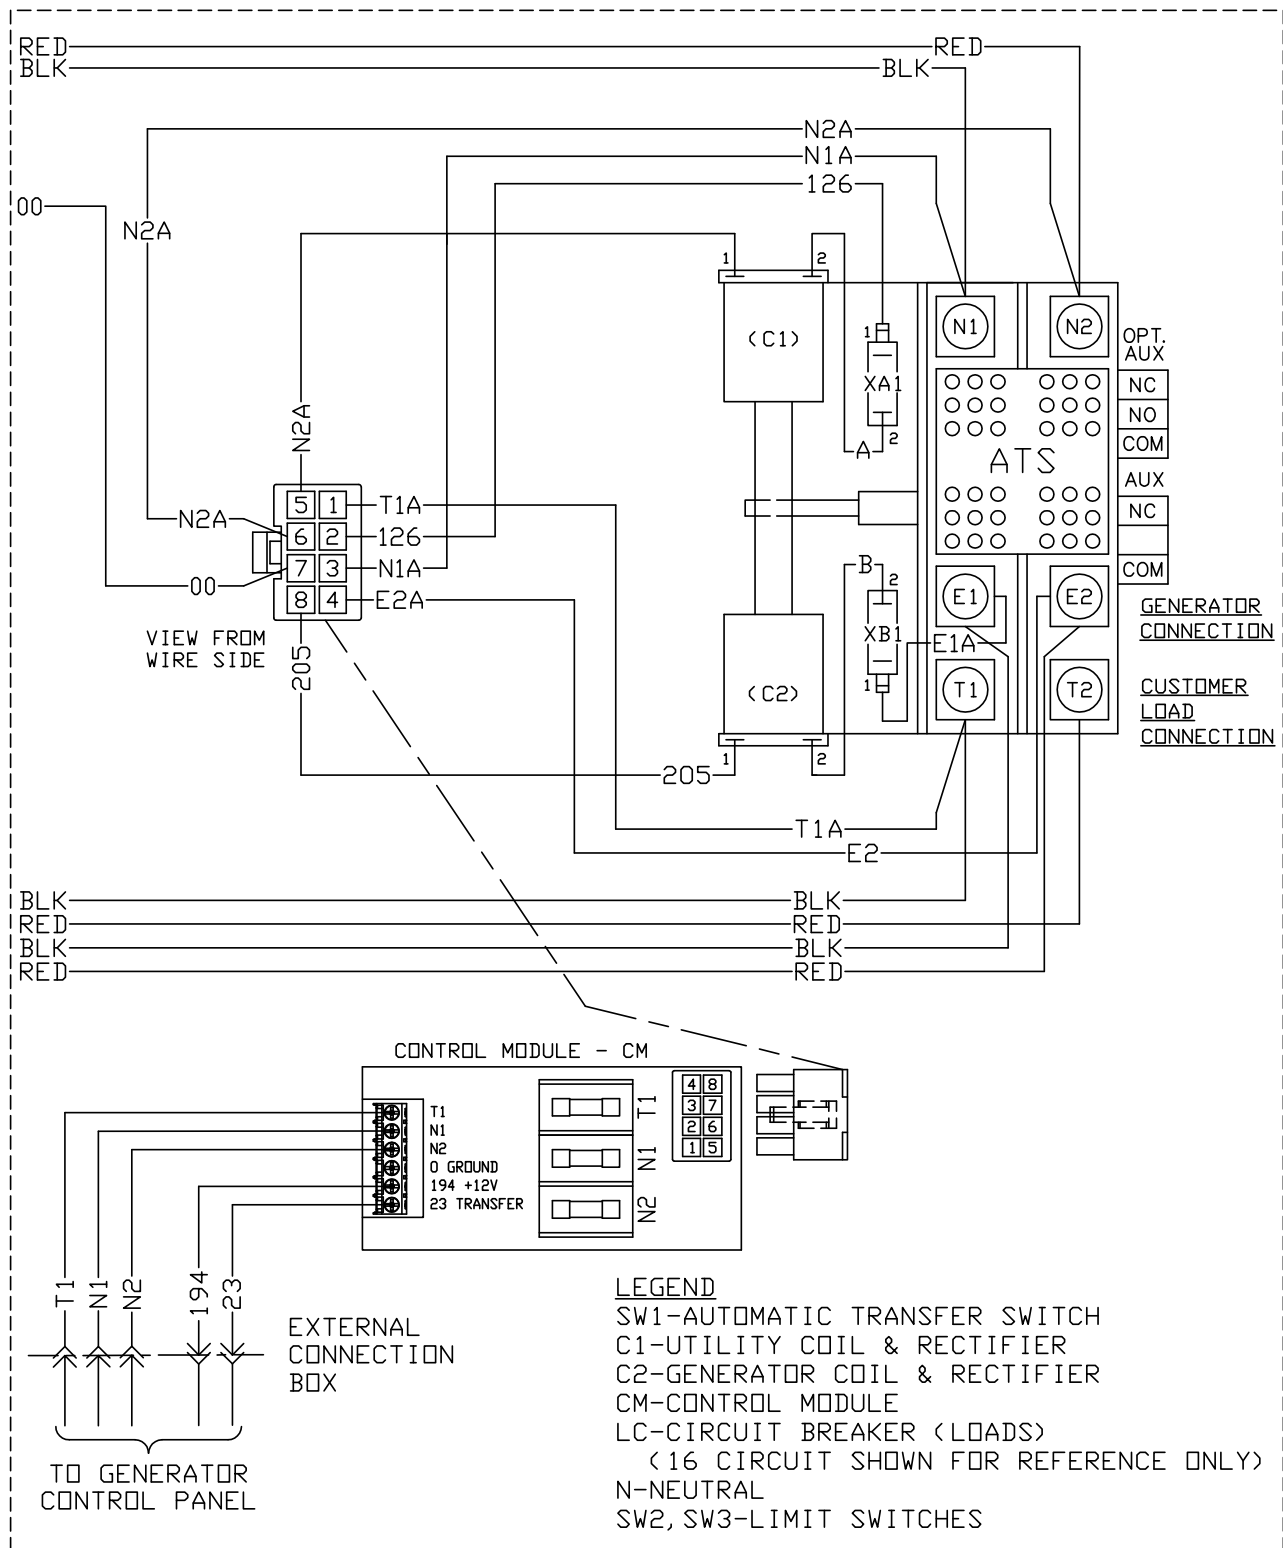 RED RED
BLK BLK
N2A
N1A
126
00
N2A
1 2
(C1)
1
XA1
2
A
N1 N2
OPT.
AUX
NC
NO
COM
ATS
AUX
NC
COM
N2A
5 1 T1A
N2A 6 2 126
7 3 N1A
00
8 4 E2A
VIEW FROM
WIRE SIDE
205
B
2
XB1
1
E1A
E1 E2
GENERATOR
CONNECTION
(C2)
T1 T2
CUSTOMER
LOAD
CONNECTION
1 2
205
T1A
E2
BLK BLK
RED RED
BLK BLK
RED RED
CONTROL MODULE - CM
T1
N1
N2
0 GROUND
194 +12V
23 TRANSFER
T1
N1
N2
4 8
3 7
2 6
1 5
T1
N1
N2
194
23
EXTERNAL
CONNECTION
BOX
TO GENERATOR
CONTROL PANEL
LEGEND
SW1-AUTOMATIC TRANSFER SWITCH
C1-UTILITY COIL & RECTIFIER
C2-GENERATOR COIL & RECTIFIER
CM-CONTROL MODULE
LC-CIRCUIT BREAKER (LOADS)
(16 CIRCUIT SHOWN FOR REFERENCE ONLY)
N-NEUTRAL
SW2,SW3-LIMIT SWITCHES